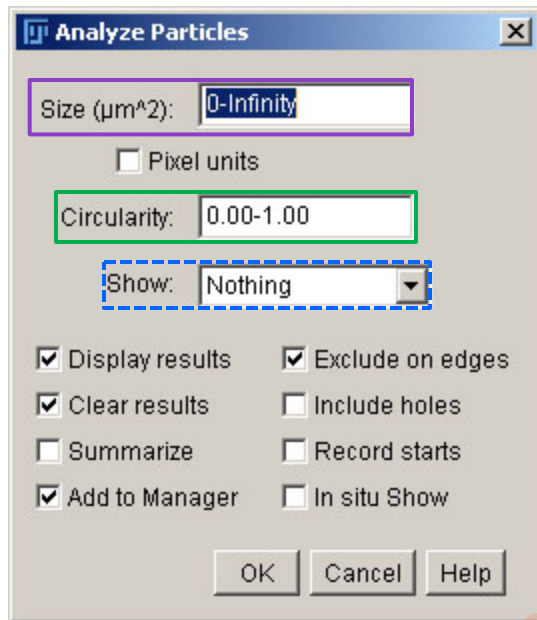 Analyze Particles
Size (µm^2): 0-Infinity
Pixel units
Circularity: 0.00-1.00
Show: Nothing
Display results Exclude on edges
Clear results Include holes
Summarize Record starts
Add to Manager In situ Show
OK Cancel Help